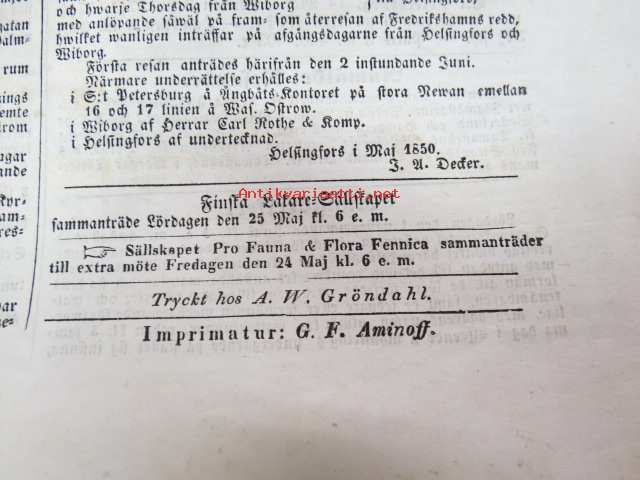 och hwarje Thorsdag från Wiborg
med anlöpande såwäl på fram- som återresan af Fredrikshamns redd,
hwilket wanligen inträffar på afgångsdagarne från Helsingfors och
Wiborg.
Första resan anträdes härifrån den 2 instundande Juni.
Närmare underrättelse erhålles:
i S:t Petersburg å Ångbåts-Kontoret på stora Newan emellan
16 och 17 linien å Was. Ostrow.
i Wiborg af Herrar Carl Rothe & Komp.
i Helsingfors af undertecknad.
Helsingfors i Maj 1850.
J. A. Decker.
Antikvariaatti.net
Finska Läkare-Sällskapet
sammanträde Lördagen den 25 Maj kl. 6 e. m.
☞ Sällskapet Pro Fauna & Flora Fennica sammanträder
till extra möte Fredagen den 24 Maj kl. 6 e. m.
Tryckt hos A. W. Gröndahl.
Imprimatur: G. F. Aminoff.